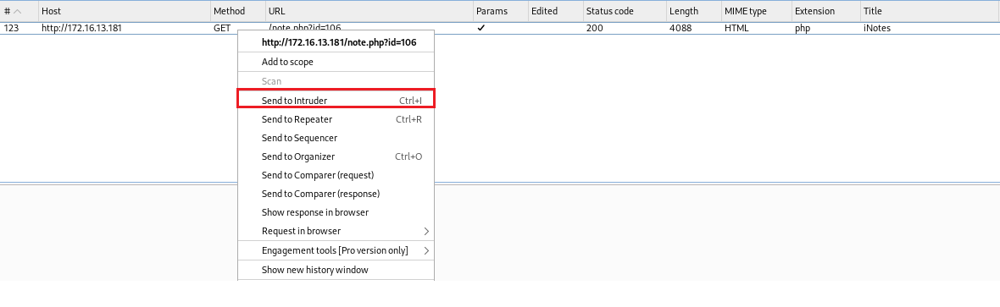 # Host Method URL Params Edited Status code Length MIME type Extension Title
123 http://172.16.13.181 GET /note.php?id=106 ✓ 200 4088 HTML php iNotes
http://172.16.13.181/note.php?id=106
Add to scope
Scan
Send to Intruder Ctrl+I
Send to Repeater Ctrl+R
Send to Sequencer
Send to Organizer Ctrl+O
Send to Comparer (request)
Send to Comparer (response)
Show response in browser
Request in browser
Engagement tools [Pro version only]
Show new history window